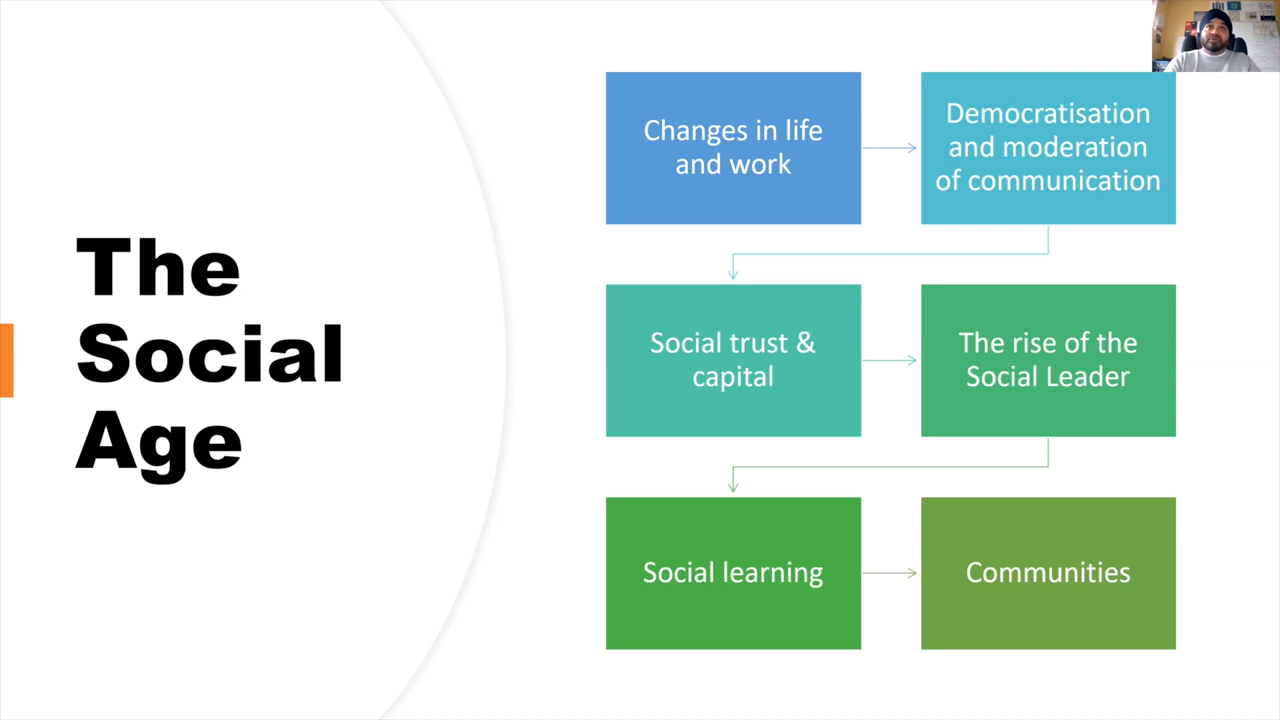 The
Social
Age
Changes in life
and work
Democratisation
and moderation
of communication
Social trust &
capital
The rise of the
Social Leader
Social learning
Communities